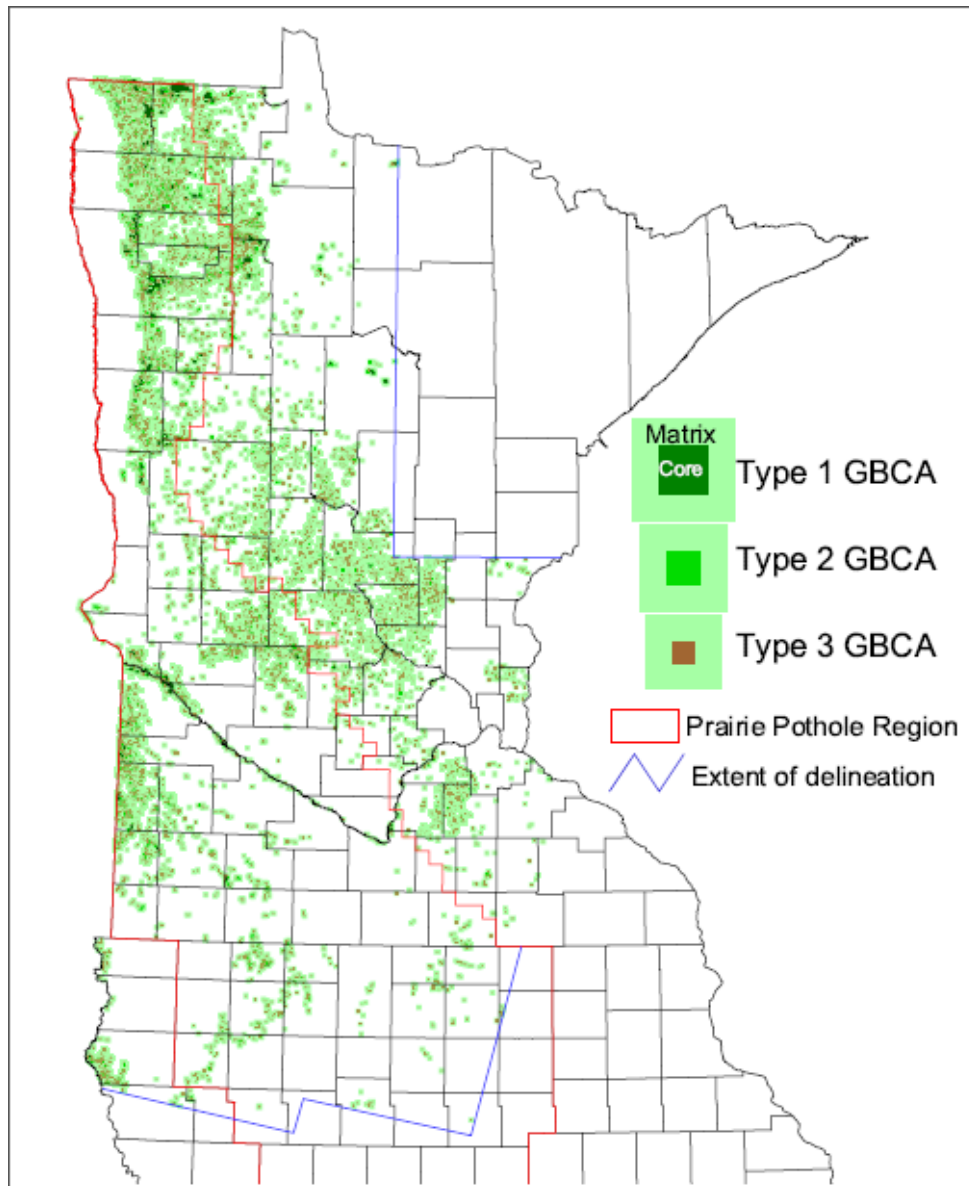 Matrix
Core
Type 1 GBCA
Type 2 GBCA
Type 3 GBCA
Prairie Pothole Region
Extent of delineation